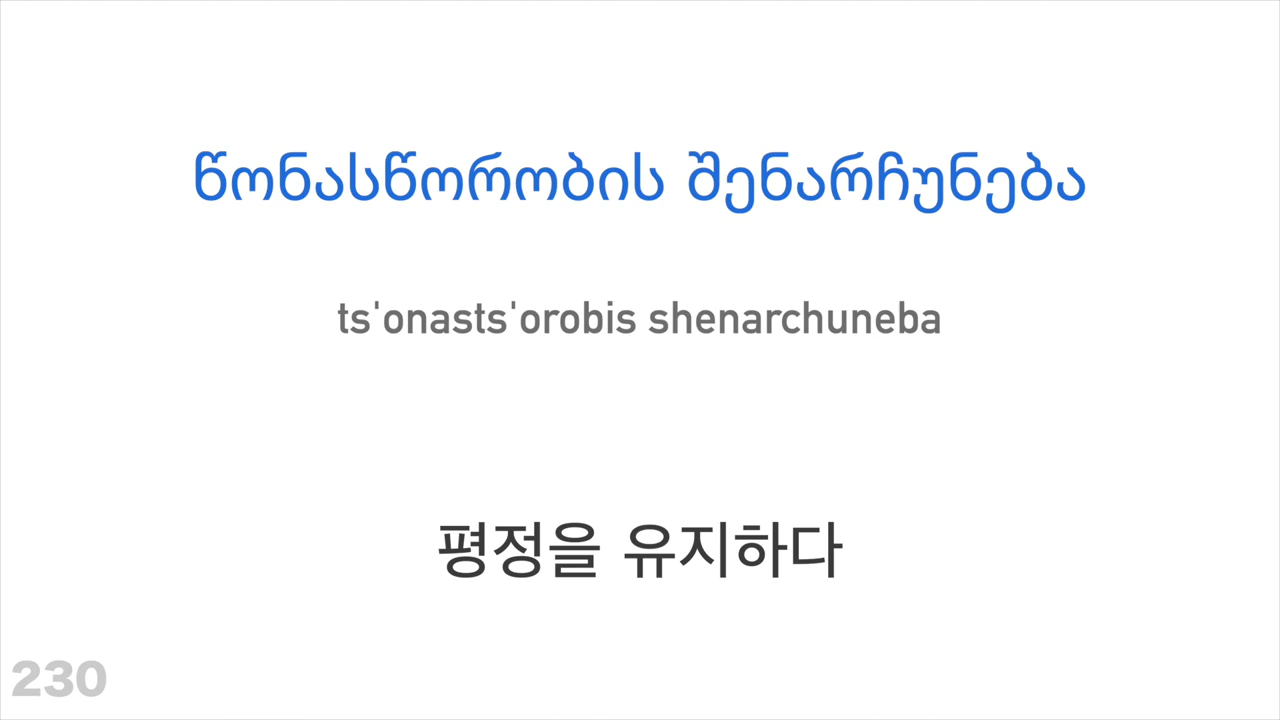 წონასწორობის შენარჩუნება
ts'onasts'orobis shenarchuneba
평정을 유지하다
230